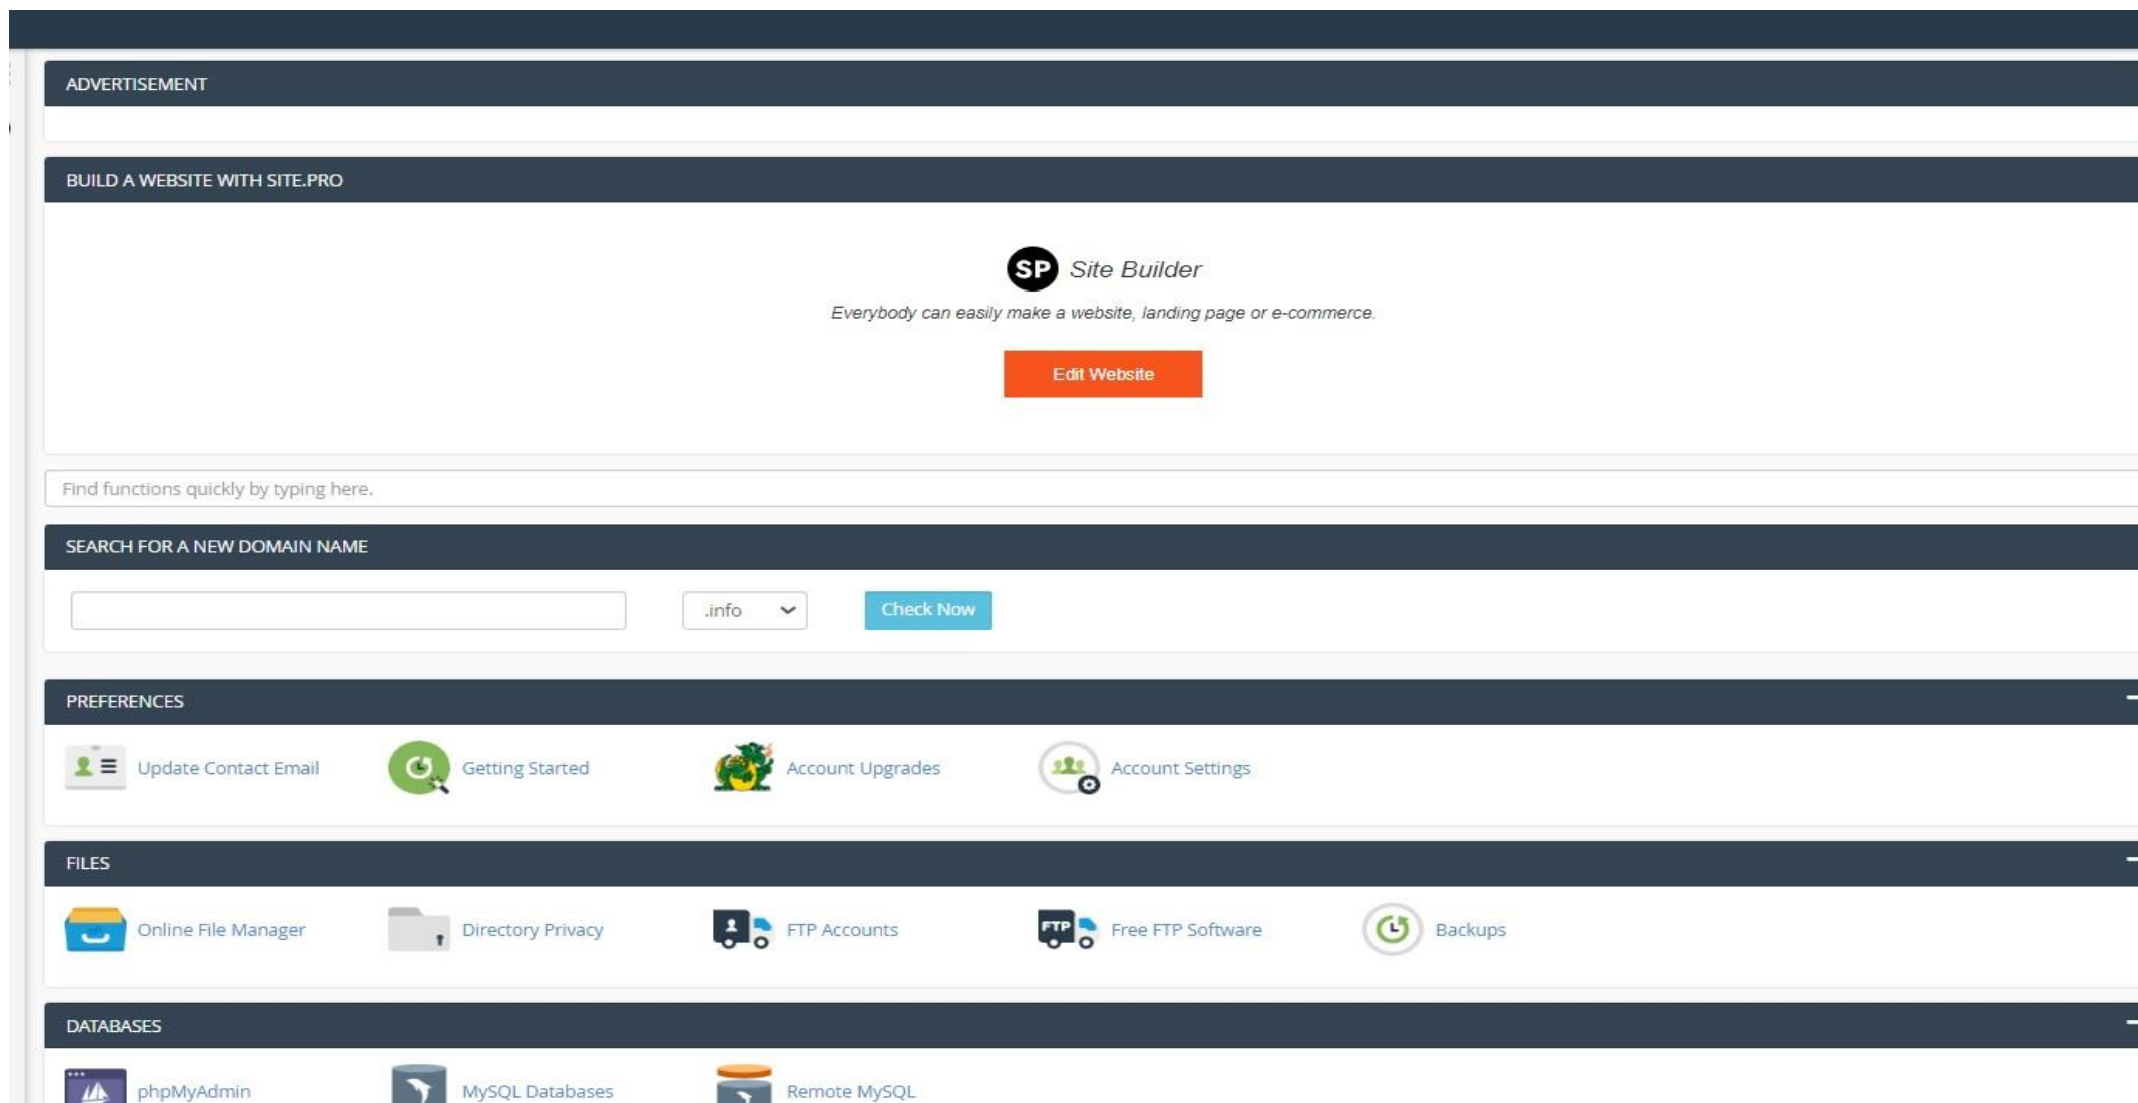 ADVERTISEMENT
BUILD A WEBSITE WITH SITE.PRO
SP Site Builder
Everybody can easily make a website, landing page or e-commerce.
Edit Website
Find functions quickly by typing here.
SEARCH FOR A NEW DOMAIN NAME
.info Check Now
PREFERENCES
Update Contact Email Getting Started Account Upgrades Account Settings
FILES
Online File Manager Directory Privacy FTP Accounts FTP Free FTP Software Backups
DATABASES
phpMyAdmin MySQL Databases Remote MySQL